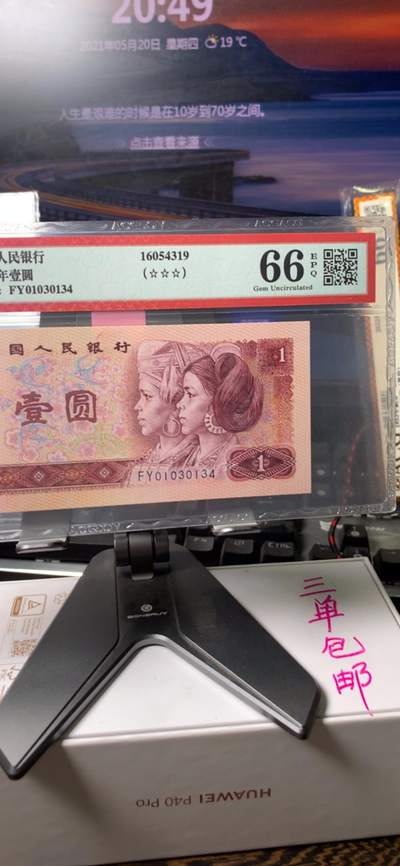 20:49
2021年05月20日 星期四 19℃
人生最浪漫的时候是在10岁到70岁之间。
点击查看来源
人民银行
年壹圆
: FY01030134
16054319
(☆☆☆)
66
EPQ
Gem Uncirculated
国人民银行
1
壹圆
FY01030134
1
三单包邮
HUAWEI P40 Pro